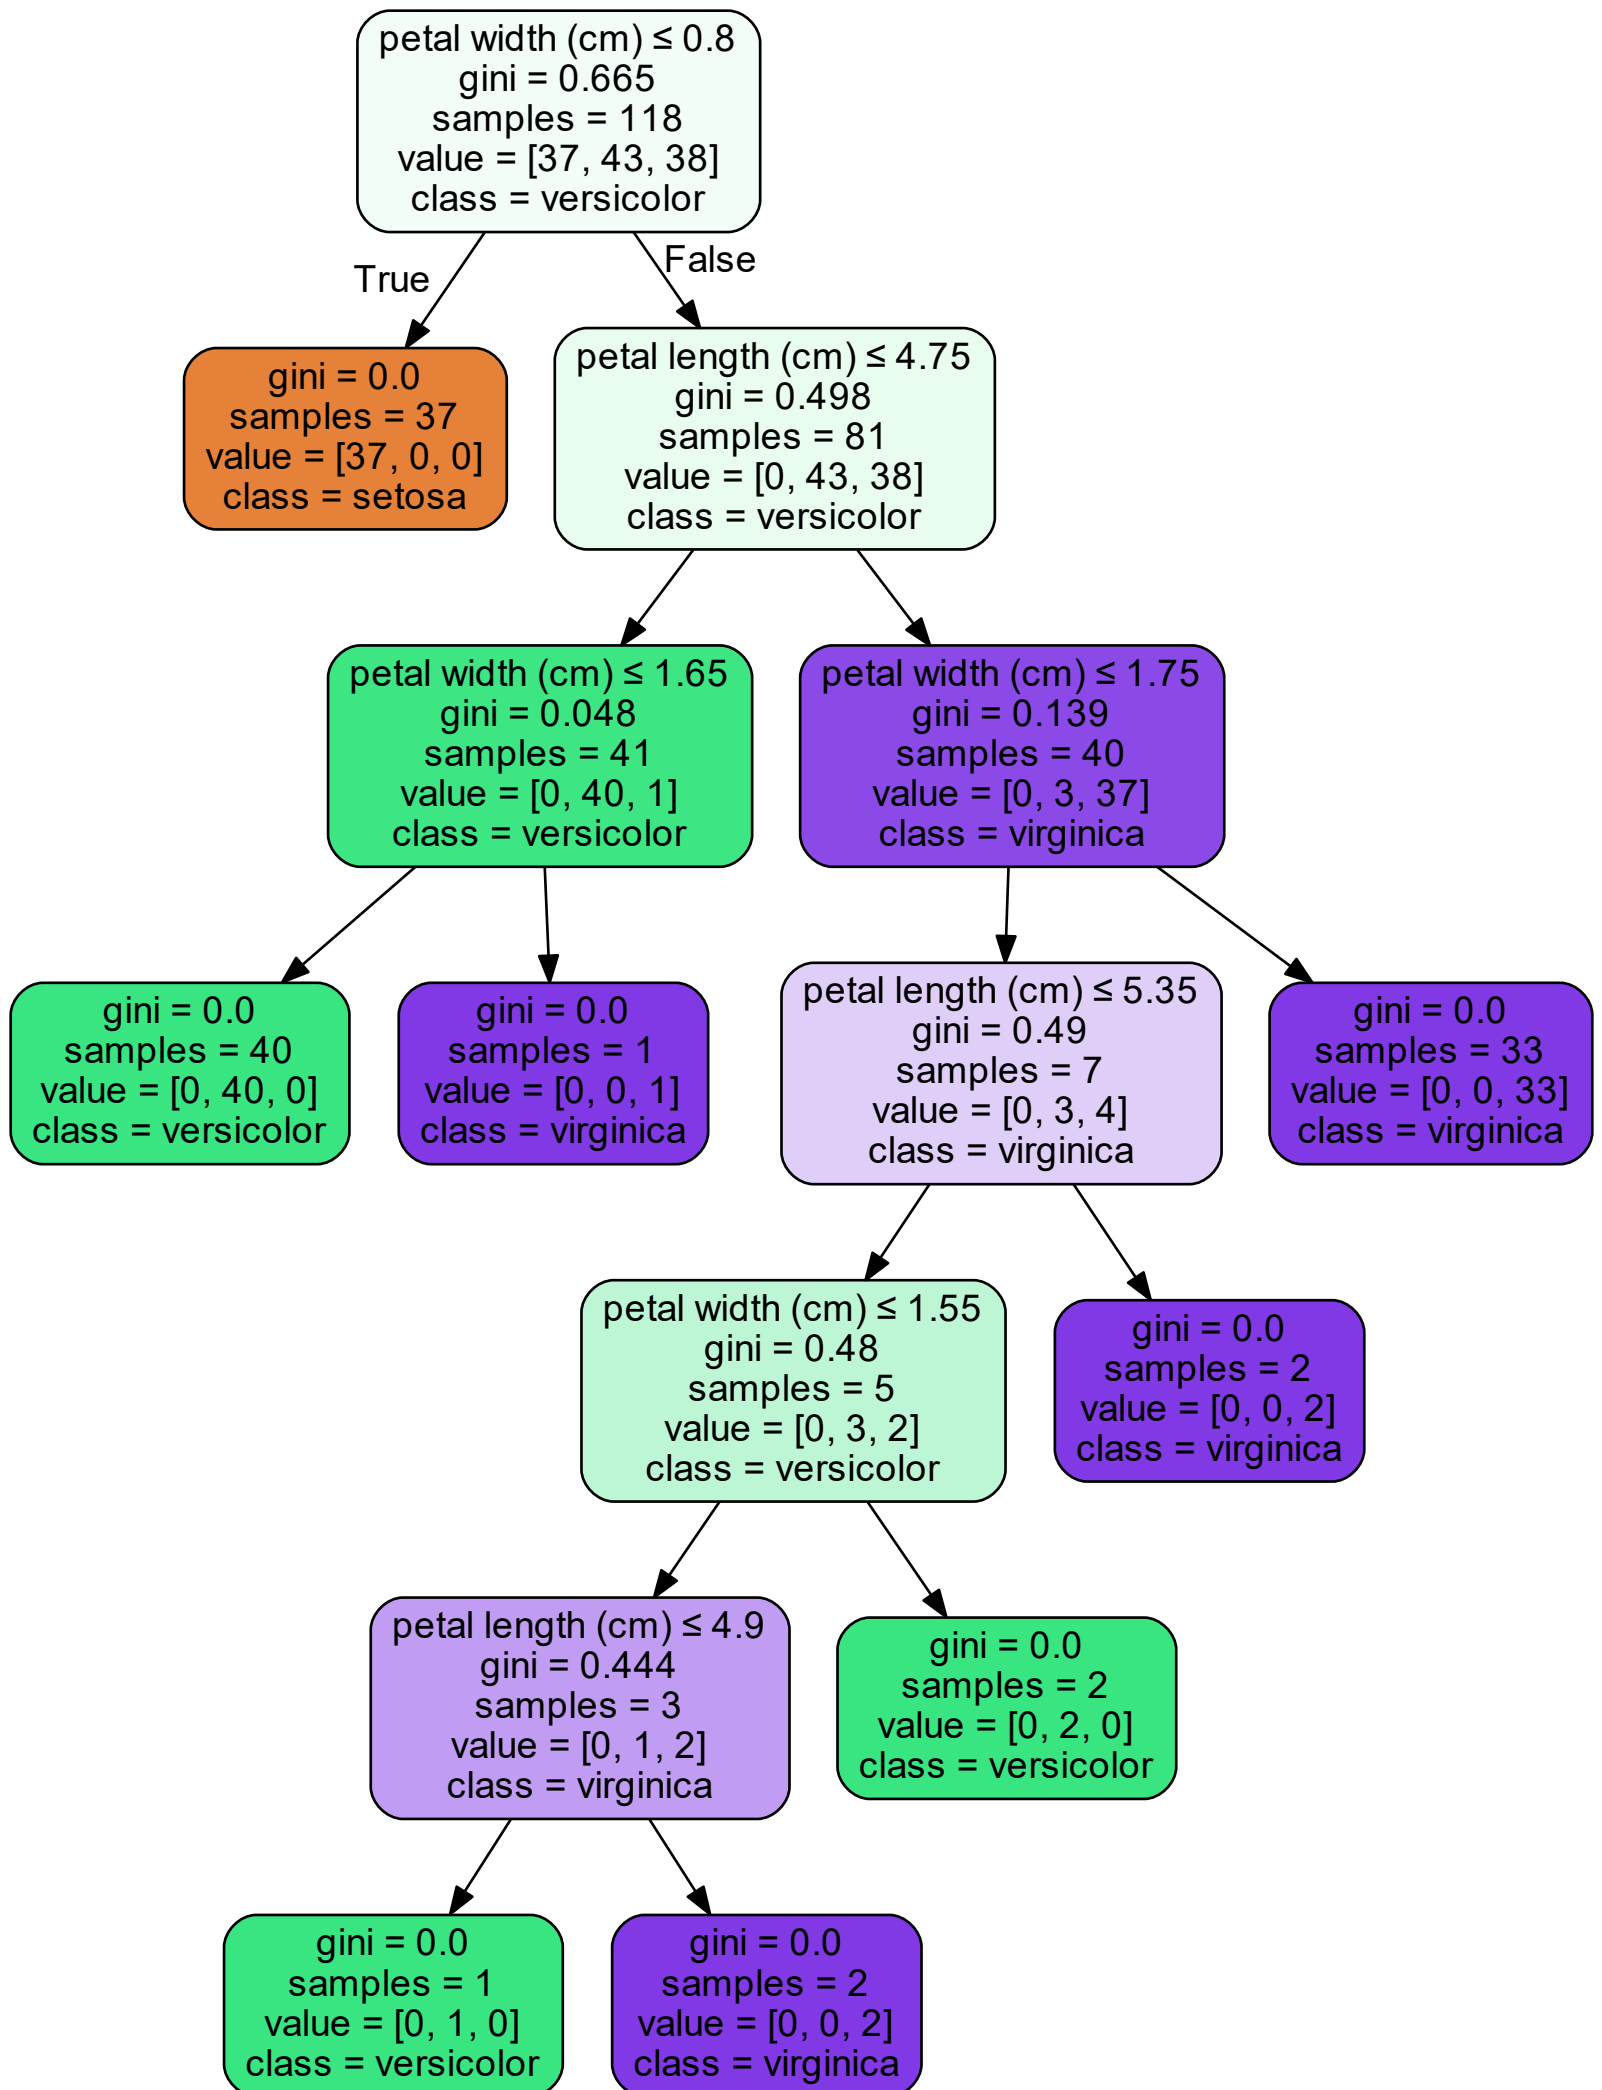 petal width (cm) ≤ 0.8
gini = 0.665
samples = 118
value = [37, 43, 38]
class = versicolor
True
False
gini = 0.0
samples = 37
value = [37, 0, 0]
class = setosa
petal length (cm) ≤ 4.75
gini = 0.498
samples = 81
value = [0, 43, 38]
class = versicolor
petal width (cm) ≤ 1.65
gini = 0.048
samples = 41
value = [0, 40, 1]
class = versicolor
petal width (cm) ≤ 1.75
gini = 0.139
samples = 40
value = [0, 3, 37]
class = virginica
gini = 0.0
samples = 40
value = [0, 40, 0]
class = versicolor
gini = 0.0
samples = 1
value = [0, 0, 1]
class = virginica
petal length (cm) ≤ 5.35
gini = 0.49
samples = 7
value = [0, 3, 4]
class = virginica
gini = 0.0
samples = 33
value = [0, 0, 33]
class = virginica
petal width (cm) ≤ 1.55
gini = 0.48
samples = 5
value = [0, 3, 2]
class = versicolor
gini = 0.0
samples = 2
value = [0, 0, 2]
class = virginica
petal length (cm) ≤ 4.9
gini = 0.444
samples = 3
value = [0, 1, 2]
class = virginica
gini = 0.0
samples = 2
value = [0, 2, 0]
class = versicolor
gini = 0.0
samples = 1
value = [0, 1, 0]
class = versicolor
gini = 0.0
samples = 2
value = [0, 0, 2]
class = virginica